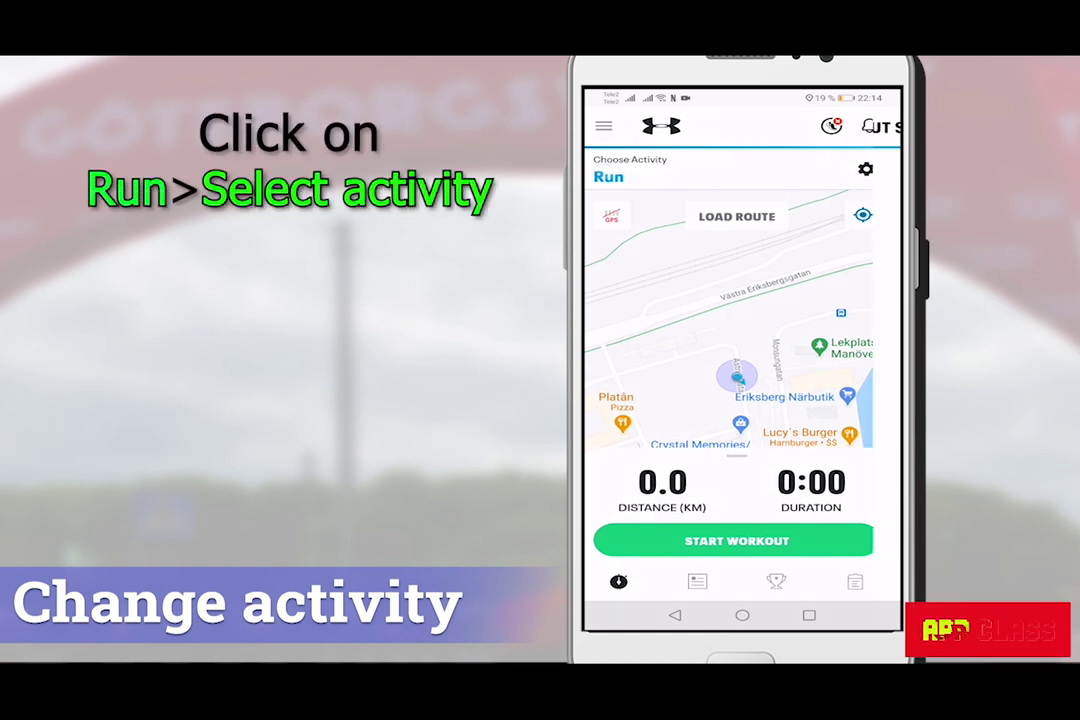 Click on
Run>Select activity
Tele2
Tele2
19 %
22:14
UT S
Choose Activity
Run
GPS
LOAD ROUTE
Västra Eriksbergsgatan
Monsungatan
Lekplats
Manöve
Platån
Pizza
Eriksberg Närbutik
Lucy's Burger
Hamburger • $$
Crystal Memories/
0.0
0:00
DISTANCE (KM)
DURATION
START WORKOUT
Change activity
APP CLASS